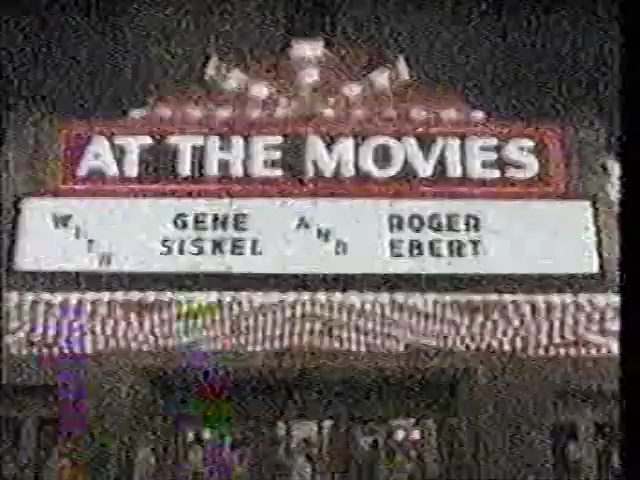 AT THE MOVIES
WITH GENE AND ROGER
SISKEL EBERT